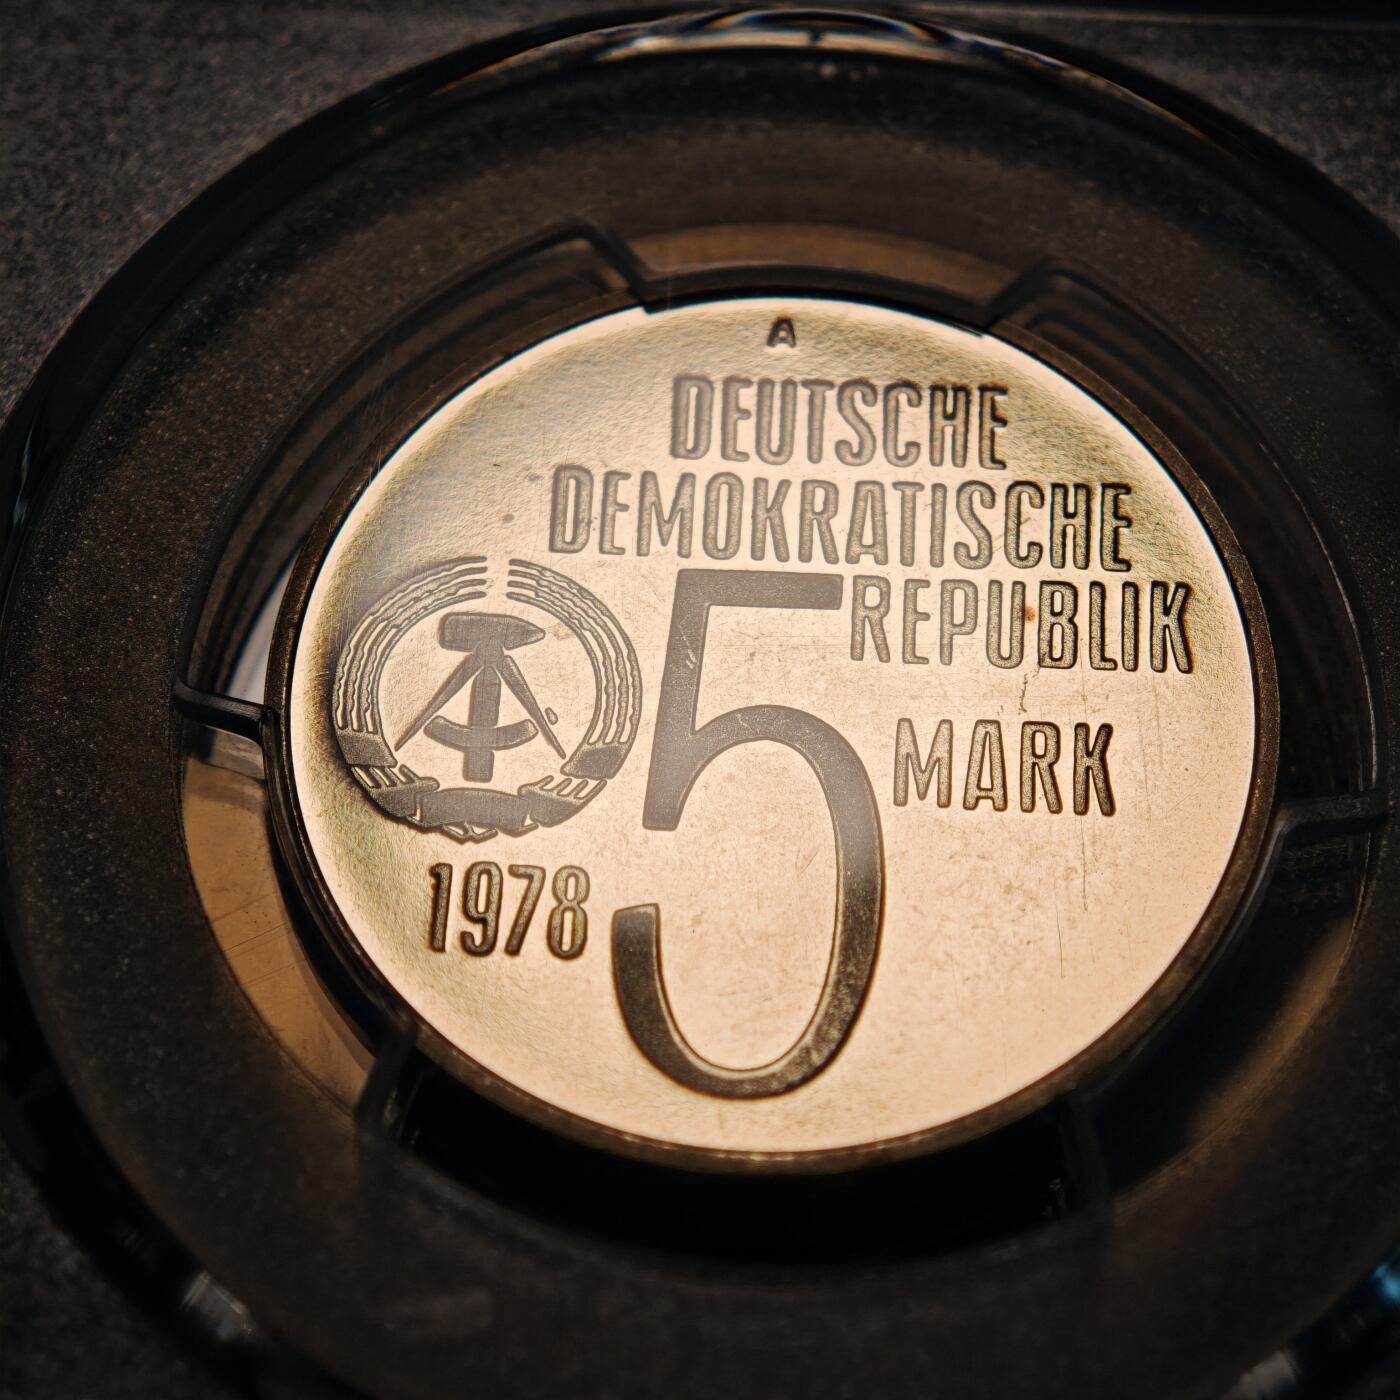 A
DEUTSCHE
DEMOKRATISCHE
REPUBLIK
5
MARK
1978